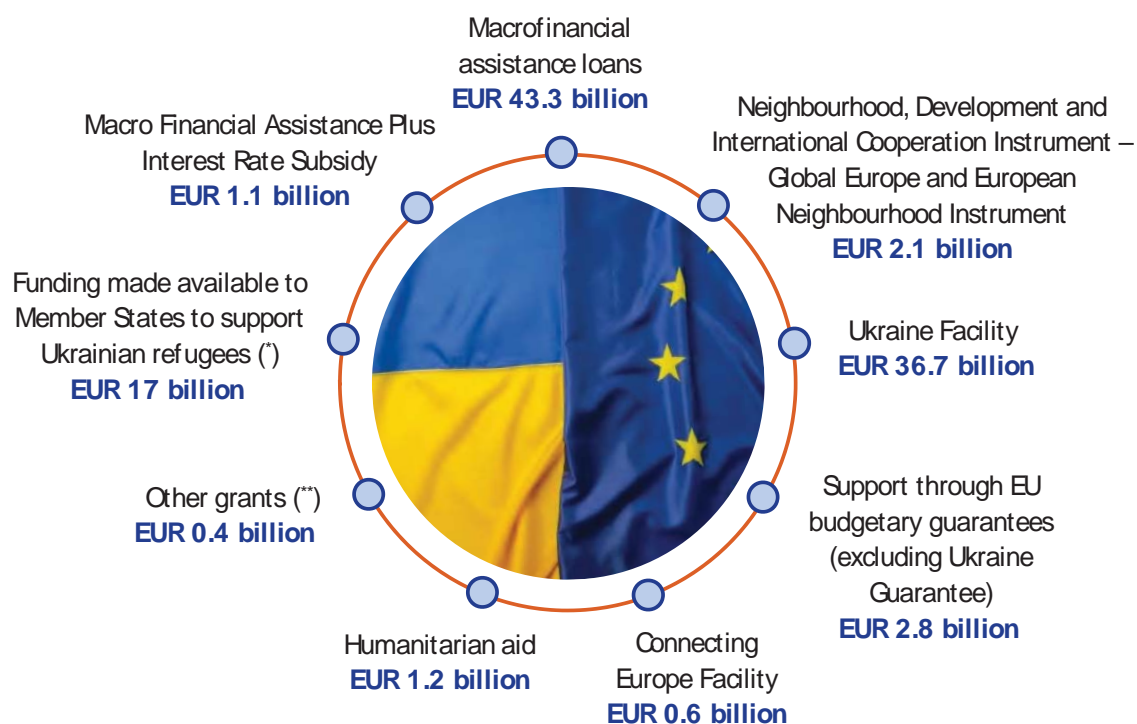 Macrofinancial
assistance loans
EUR 43.3 billion
Neighbourhood, Development and
International Cooperation Instrument –
Global Europe and European
Neighbourhood Instrument
EUR 2.1 billion
Ukraine Facility
EUR 36.7 billion
Support through EU
budgetary guarantees
(excluding Ukraine
Guarantee)
EUR 2.8 billion
Connecting
Europe Facility
EUR 0.6 billion
Humanitarian aid
EUR 1.2 billion
Other grants (**)
EUR 0.4 billion
Funding made available to
Member States to support
Ukrainian refugees (*)
EUR 17 billion
Macro Financial Assistance Plus
Interest Rate Subsidy
EUR 1.1 billion